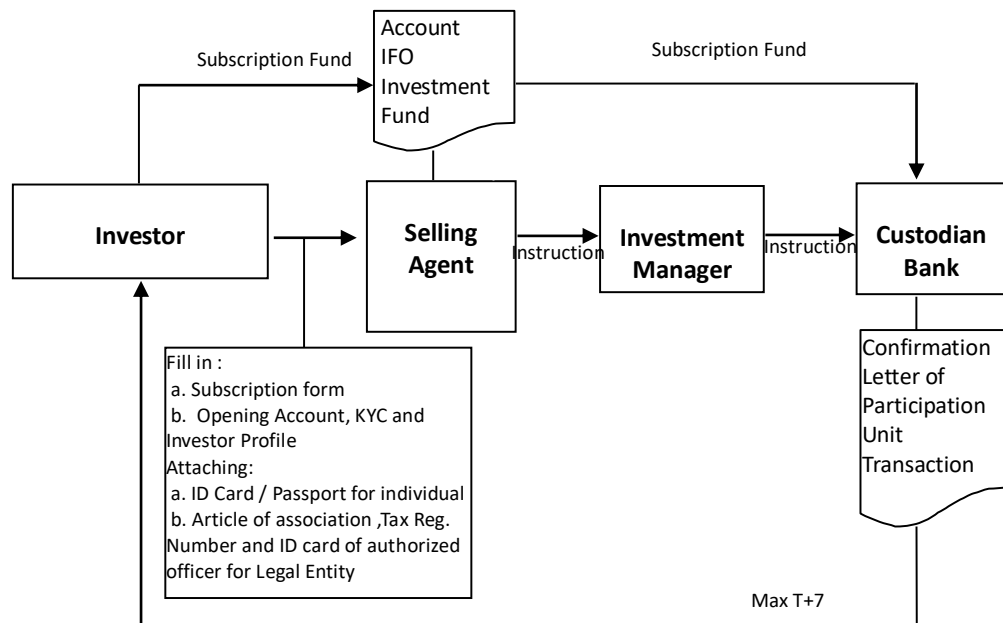 Subscription Fund
Account
IFO
Investment
Fund
Subscription Fund
Investor
Selling
Agent
Instruction
Investment
Manager
Instruction
Custodian
Bank
Fill in :
a. Subscription form
b. Opening Account, KYC and
Investor Profile
Attaching:
a. ID Card / Passport for individual
b. Article of association ,Tax Reg.
Number and ID card of authorized
officer for Legal Entity
Confirmation
Letter of
Participation
Unit
Transaction
Max T+7